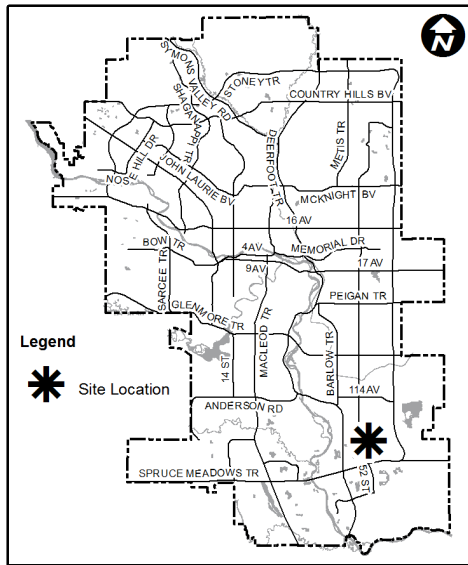 N
SYMONS VALLEY RD
STONEY TR
SHAGANAPPI TR
COUNTRY HILLS BV
METIS TR
DEERFOOT TR
NOSE HILL DR
JOHN LAURIE BV
MCKNIGHT BV
16 AV
BOW TR
4 AV
MEMORIAL DR
9 AV
17 AV
SARCEE TR
PEIGAN TR
GLENMORE TR
MACLEOD TR
BARLOW TR
14 ST
Legend
Site Location
114 AV
ANDERSON RD
SPRUCE MEADOWS TR
52 ST